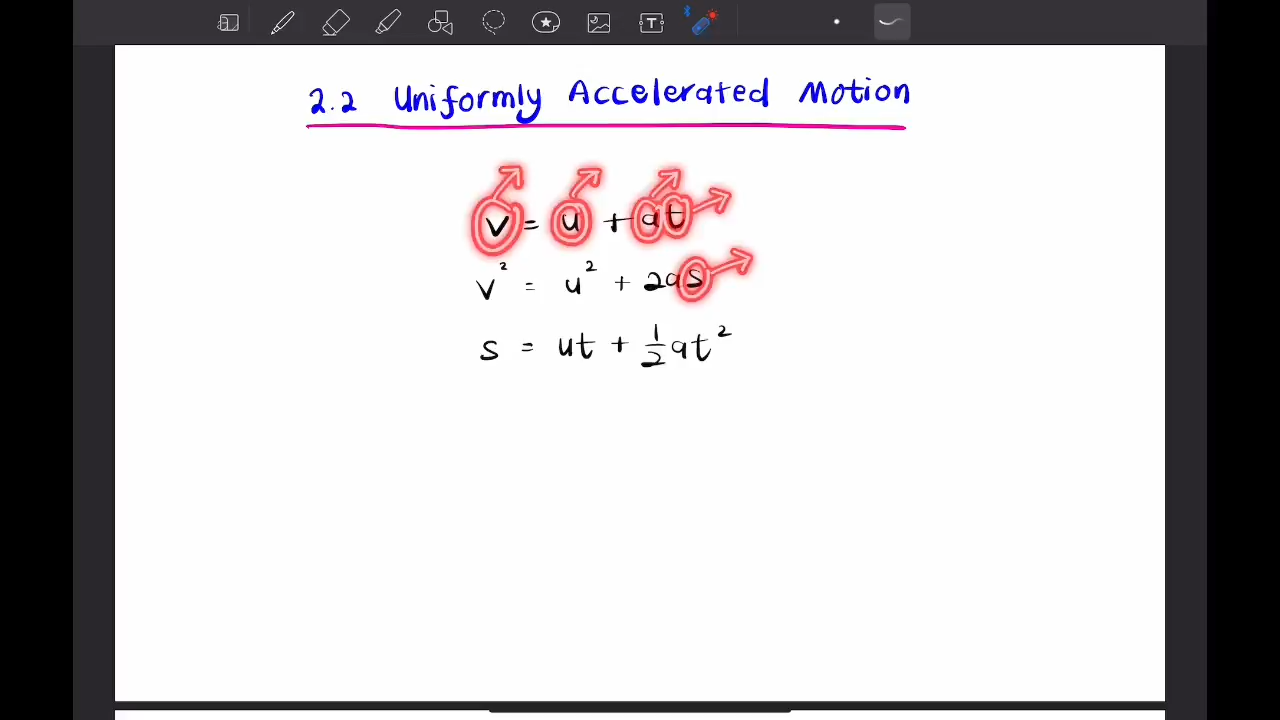 2.2 Uniformly Accelerated Motion
v = u + at
v² = u² + 2as
s = ut + ½at²